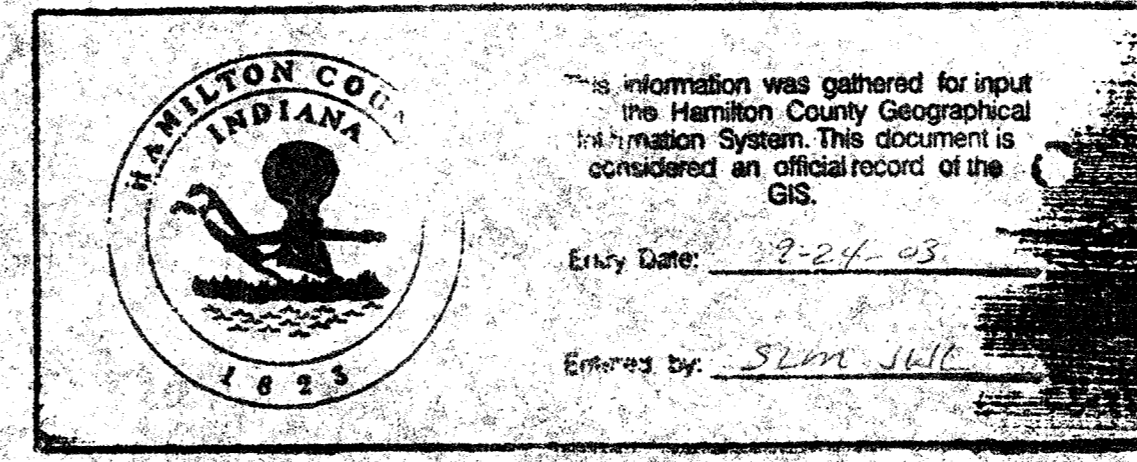 HAMILTON COU
INDIANA
1823
This information was gathered for input
the Hamilton County Geographical
Information System. This document is
considered an official record of the
GIS.
Entry Date: 9-24-03
Entered by: SLM